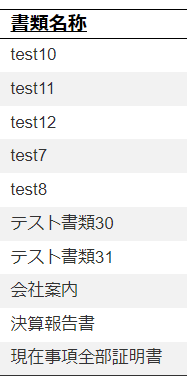 書類名称
test10
test11
test12
test7
test8
テスト書類30
テスト書類31
会社案内
決算報告書
現在事項全部証明書